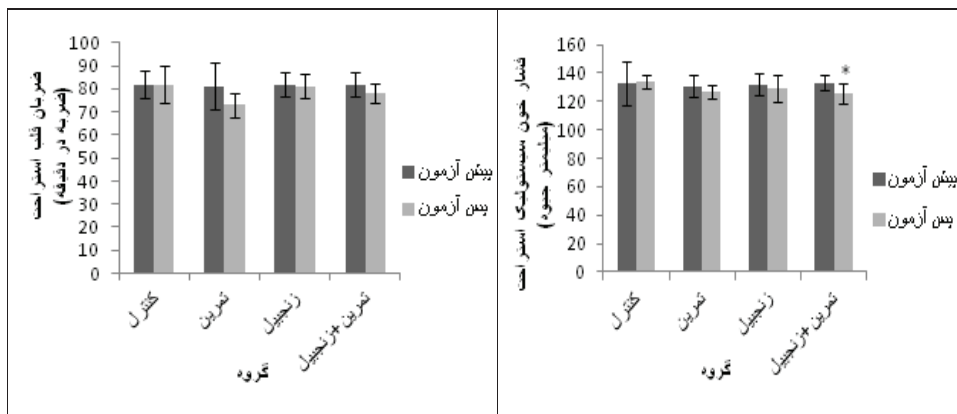 ضربان قلب استراحت
(ضربه در دقیقه)
100
90
80
70
60
50
40
30
20
10
0
کنترل
تمرین
زنجبیل
تمرین+زنجبیل
گروه
پیش آزمون
پس آزمون
فشار خون سیستولیک استراحت
(میلیمتر جیوه)
160
140
120
100
80
60
40
20
0
*
کنترل
تمرین
زنجبیل
تمرین+زنجبیل
گروه
پیش آزمون
پس آزمون